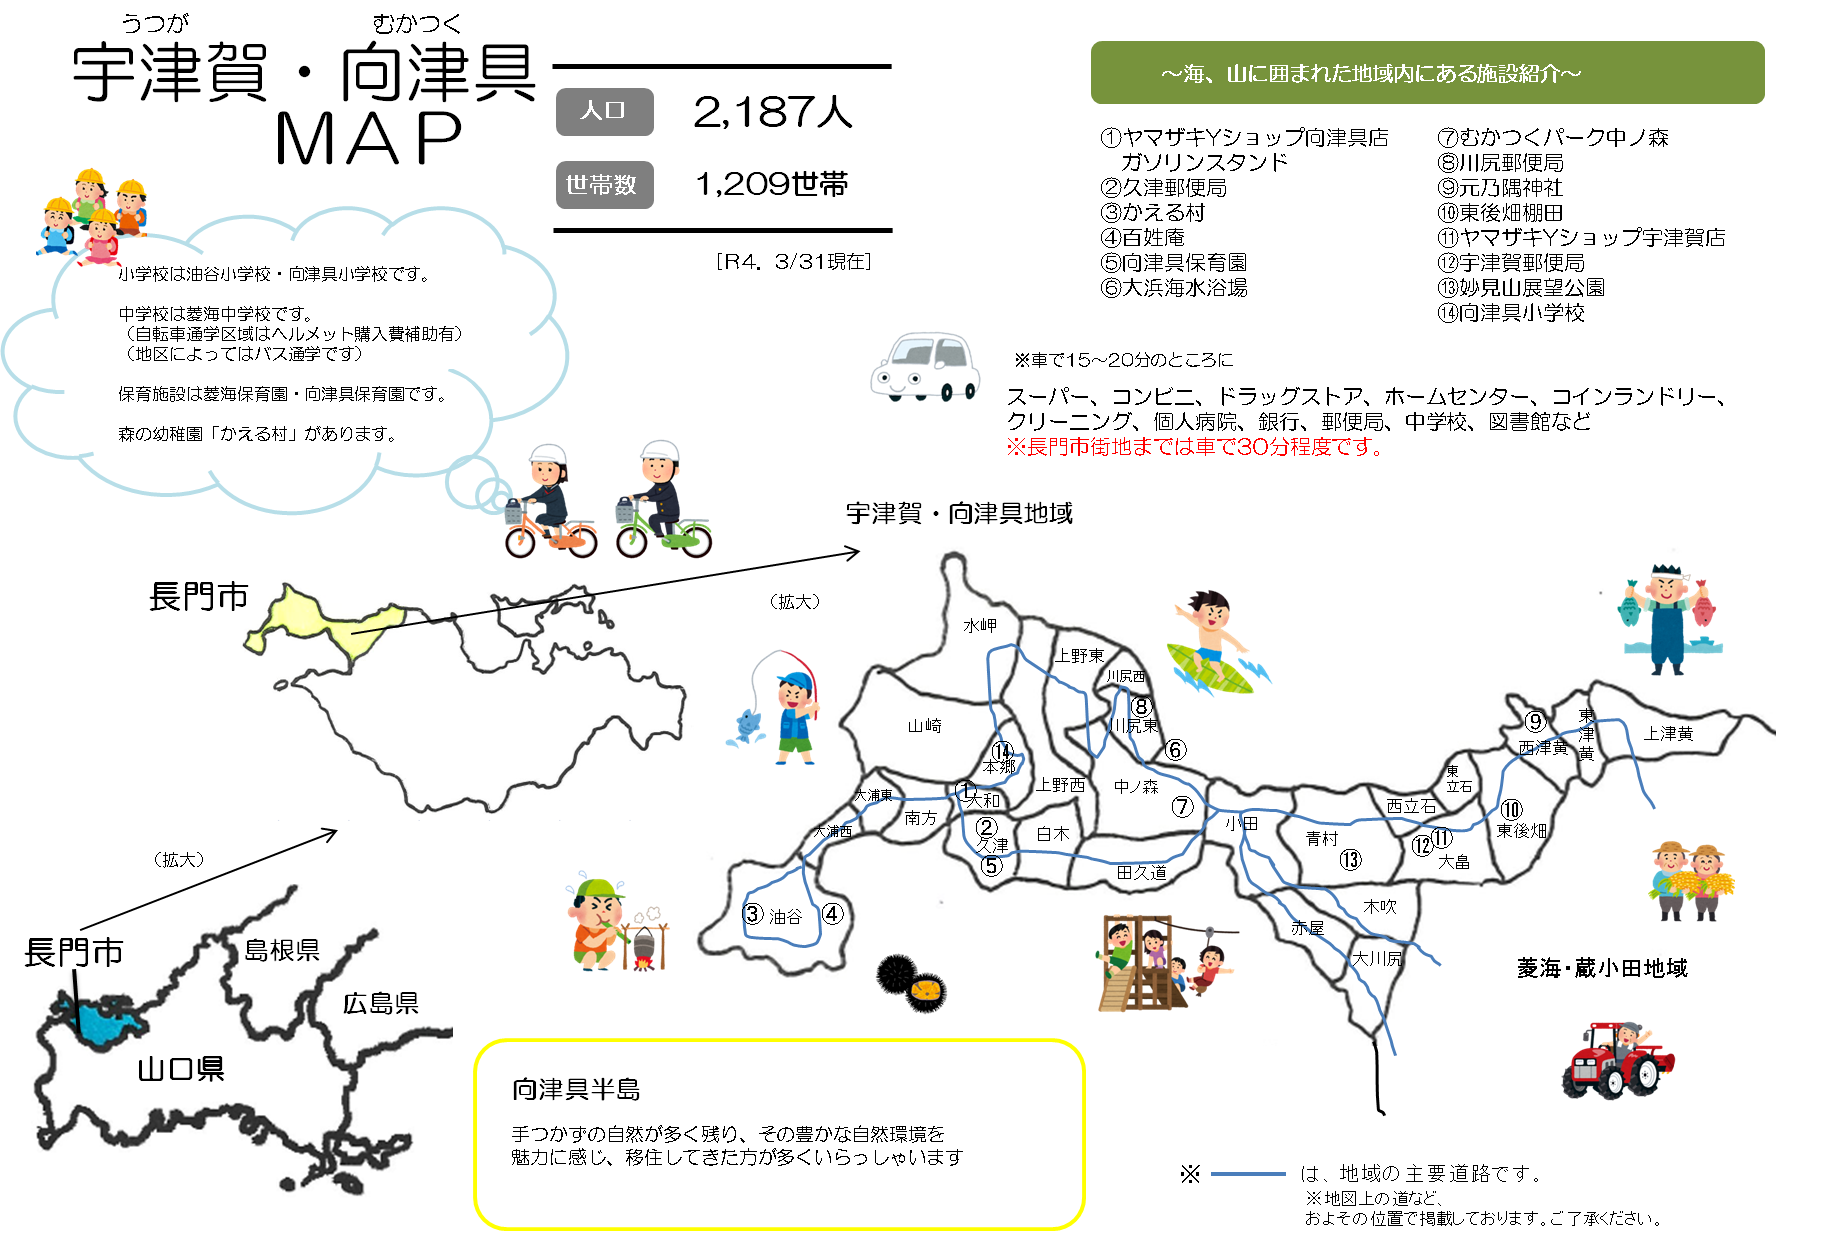 うつが むかつく
宇津賀・向津具
MAP
人口 2,187人
世帯数 1,209世帯
［R4．3/31現在］
～海、山に囲まれた地域内にある施設紹介～
①ヤマザキYショップ向津具店
ガソリンスタンド
②久津郵便局
③かえる村
④百姓庵
⑤向津具保育園
⑥大浜海水浴場
⑦むかつくパーク中ノ森
⑧川尻郵便局
⑨元乃隅神社
⑩東後畑棚田
⑪ヤマザキYショップ宇津賀店
⑫宇津賀郵便局
⑬妙見山展望公園
⑭向津具小学校
小学校は油谷小学校・向津具小学校です。
中学校は菱海中学校です。
（自転車通学区域はヘルメット購入費補助有）
（地区によってはバス通学です）
保育施設は菱海保育園・向津具保育園です。
森の幼稚園「かえる村」があります。
※車で15～20分のところに
スーパー、コンビニ、ドラッグストア、ホームセンター、コインランドリー、
クリーニング、個人病院、銀行、郵便局、中学校、図書館など
※長門市街地までは車で30分程度です。
宇津賀・向津具地域
長門市
（拡大）
水岬
上野東
川尻西
⑧
川尻東
⑥
山崎
⑭
本郷
上野西
中ノ森
⑦
大浦東
①
大和
南方
大浦西
②
久津
⑤
白木
田久道
小田
③
油谷
④
⑨
西津黄
東津黄
上津黄
東立石
西立石
⑩
東後畑
青村
⑬
⑫
⑪
大畠
木吹
赤屋
大川尻
菱海・蔵小田地域
（拡大）
長門市
島根県
広島県
山口県
向津具半島
手つかずの自然が多く残り、その豊かな自然環境を
魅力に感じ、移住してきた方が多くいらっしゃいます
※ は、地域の主要道路です。
※地図上の道など、
おおよその位置で掲載しております。ご了承ください。